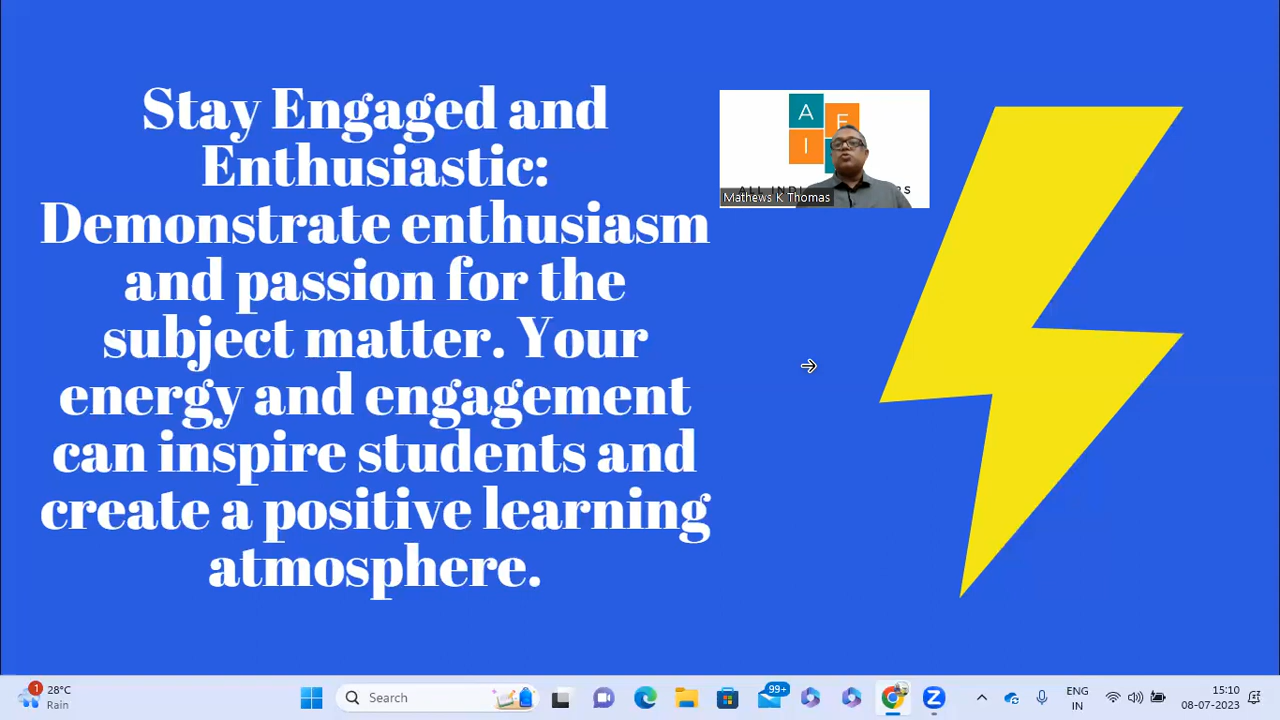 Stay Engaged and
Enthusiastic:
Demonstrate enthusiasm
and passion for the
subject matter. Your
energy and engagement
can inspire students and
create a positive learning
atmosphere.
A
I
Mathews K Thomas
1
28°C
Rain
Search
99+
ENG
IN
15:10
08-07-2023